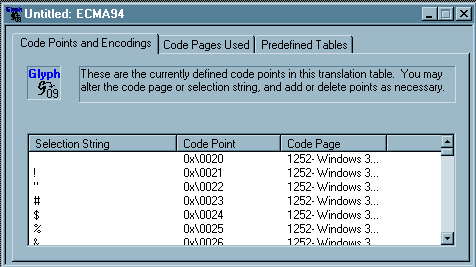 Untitled: ECMA94
Code Points and Encodings Code Pages Used Predefined Tables
Glyph
09
These are the currently defined code points in this translation table. You may
alter the code page or selection string, and add or delete points as necessary.
Selection String Code Point Code Page
0x\0020 1252- Windows 3...
! 0x\0021 1252- Windows 3...
" 0x\0022 1252- Windows 3...
# 0x\0023 1252- Windows 3...
$ 0x\0024 1252- Windows 3...
% 0x\0025 1252- Windows 3...
& 0x\0026 1252- Windows 3...